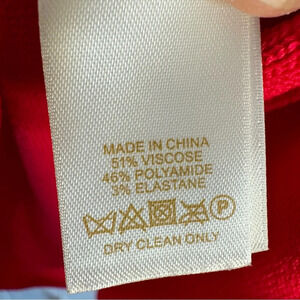 MADE IN CHINA
51% VISCOSE
46% POLYAMIDE
3% ELASTANE
P
DRY CLEAN ONLY